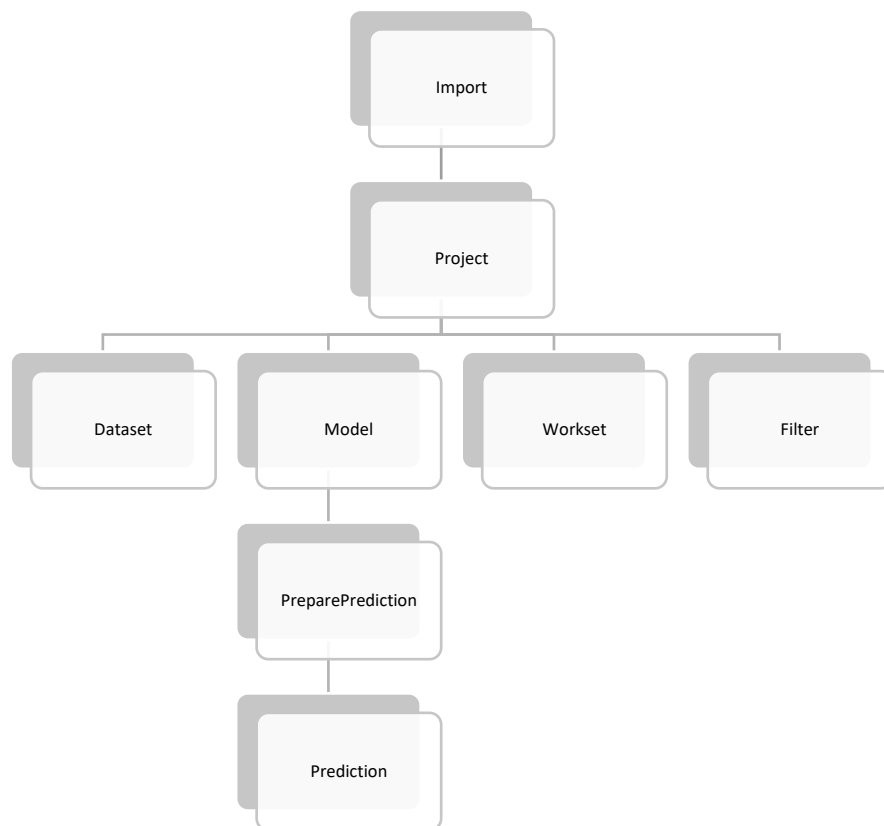 Import
Project
Dataset
Model
Workset
Filter
PreparePrediction
Prediction